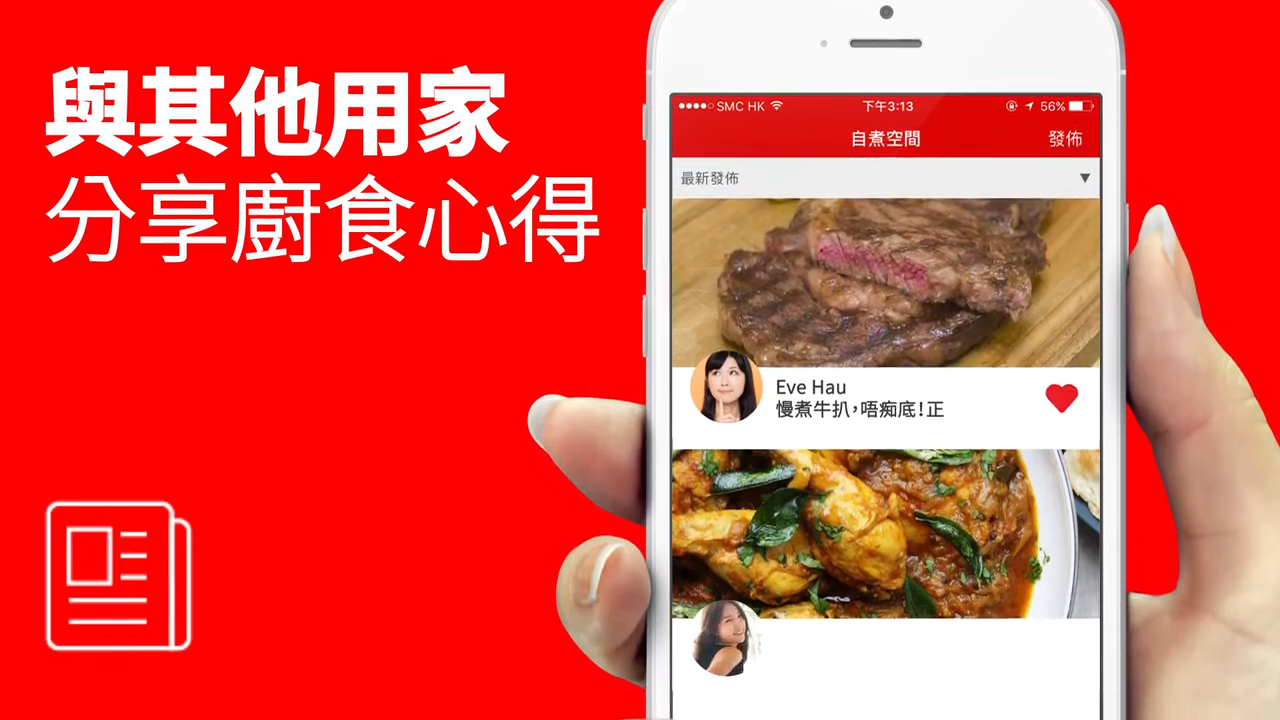 與其他用家
分享廚食心得
SMC HK 下午3:13 56%
自煮空間 發佈
最新發佈
Eve Hau
慢煮牛扒，唔痴底！正